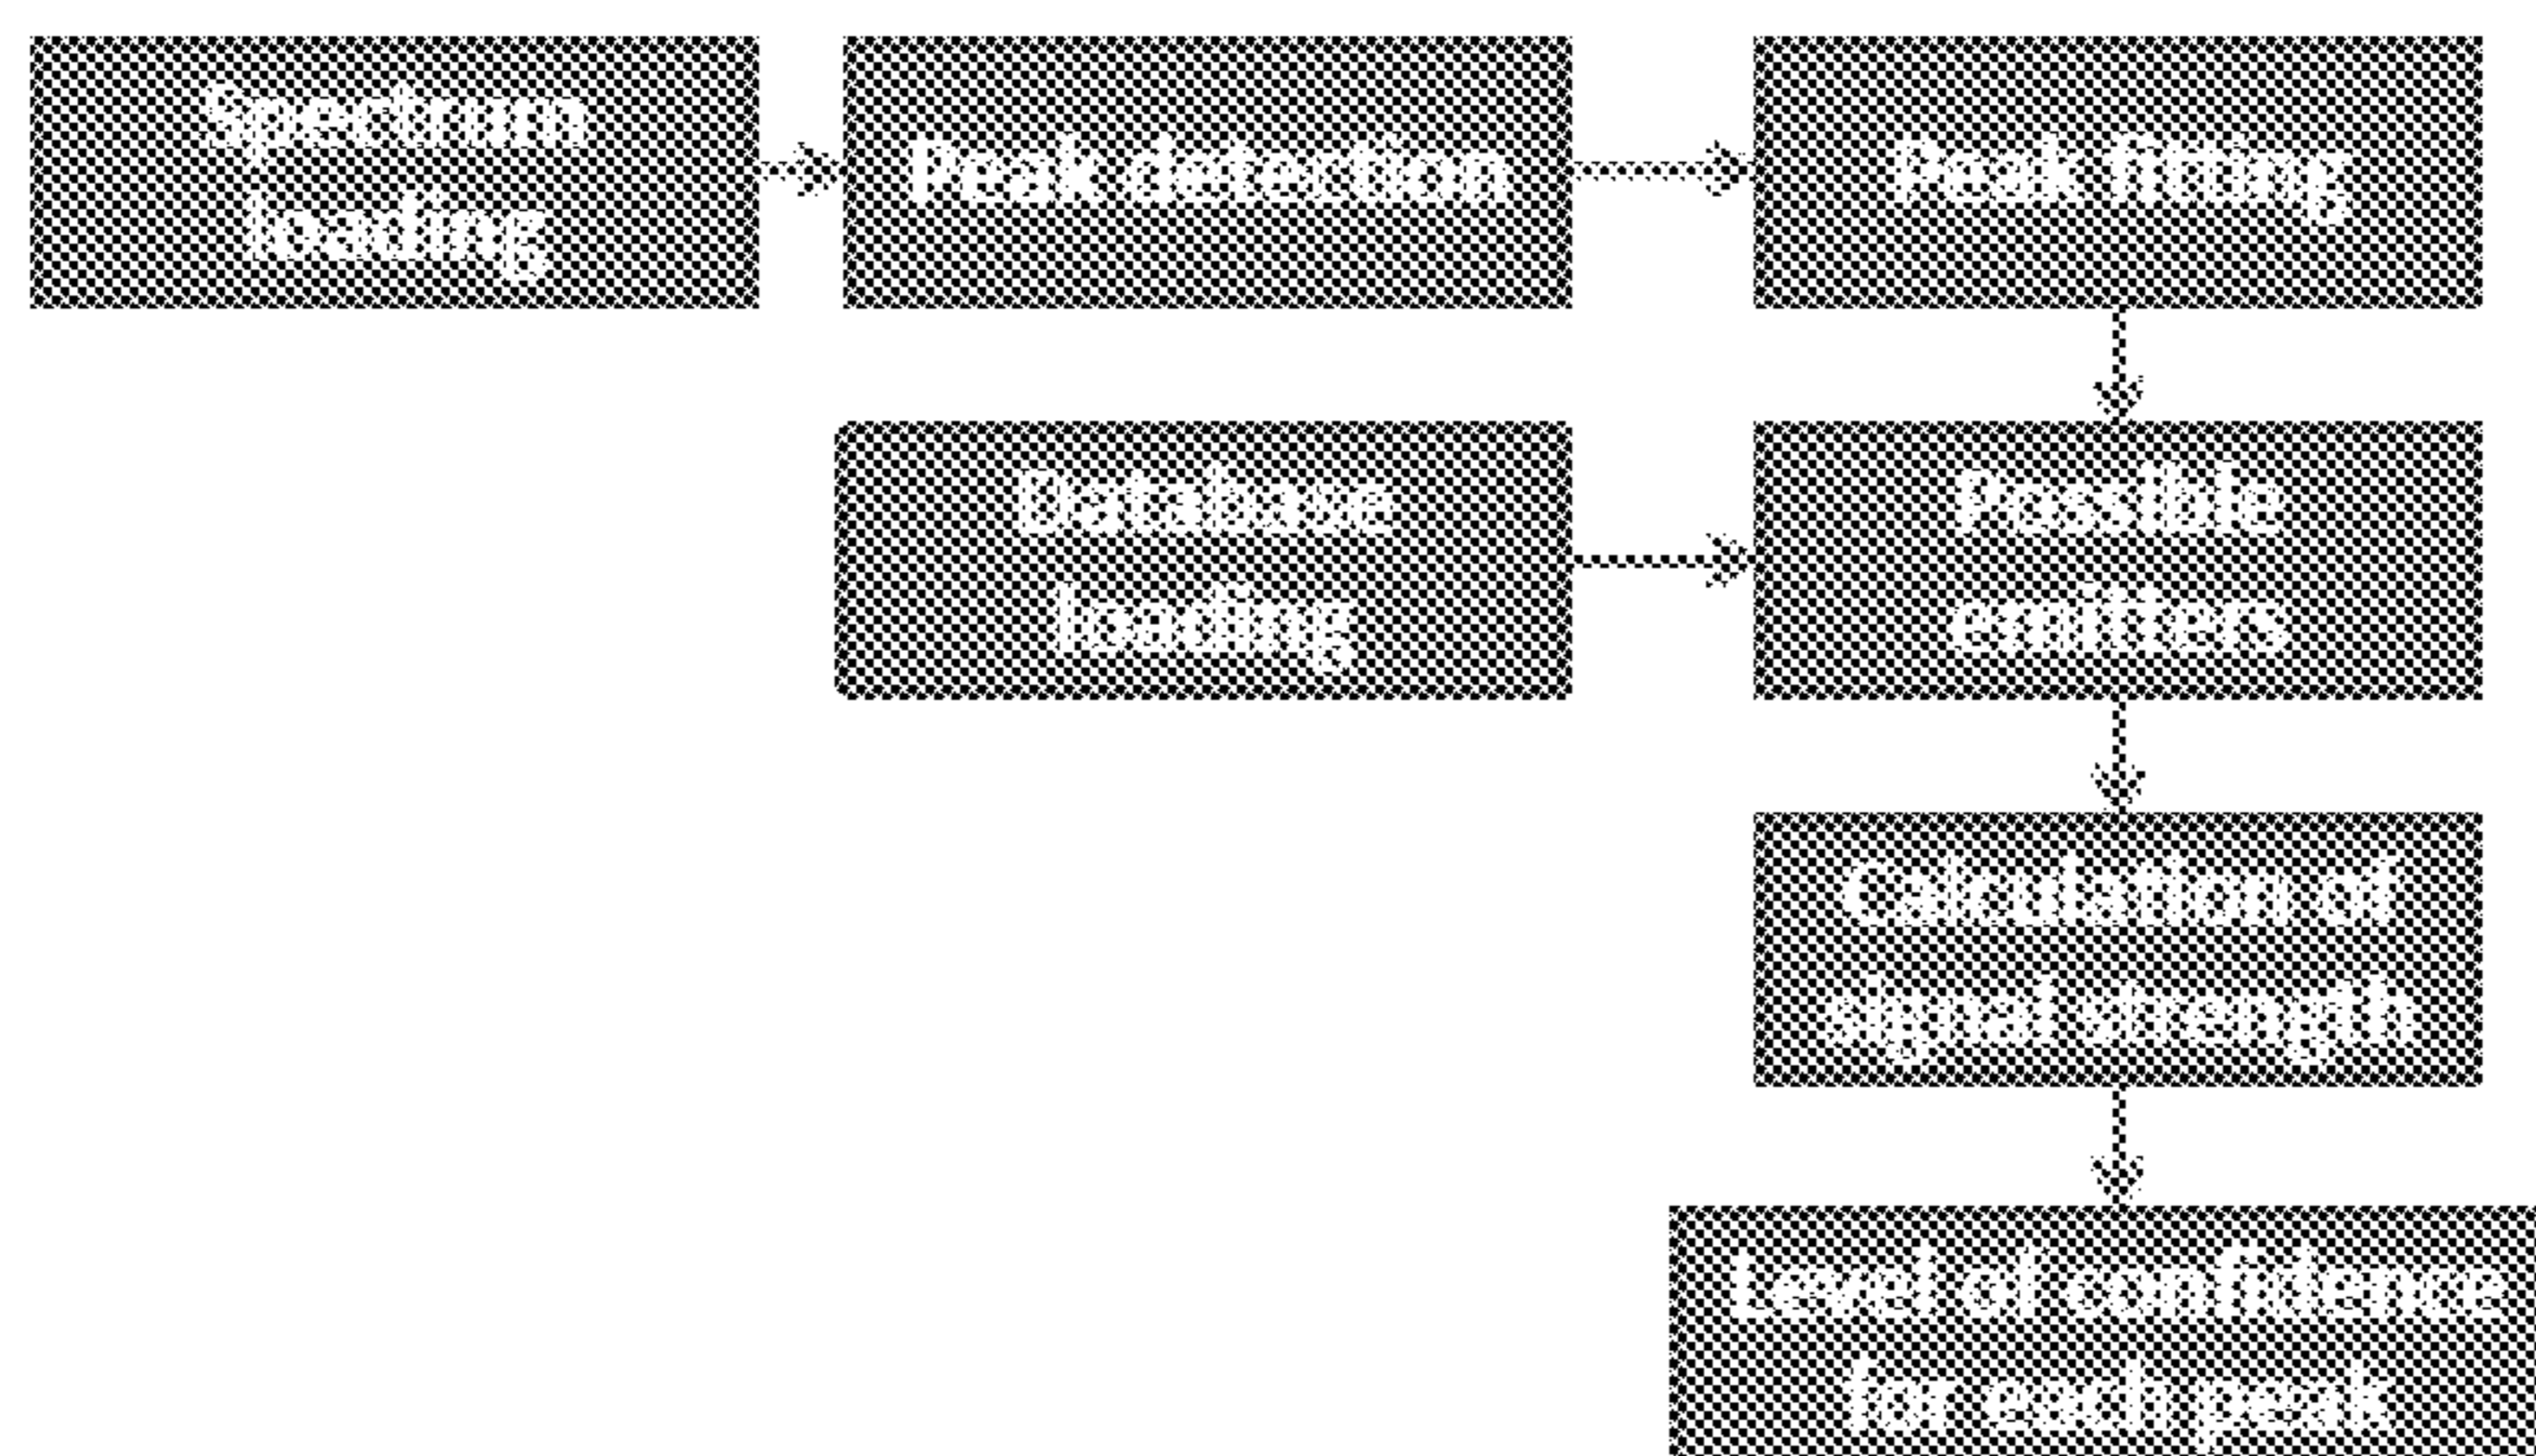 Spectrum
loading
Peak detection
Peak fitting
Database
loading
Possible
emitters
Calculation of
signal strength
Level of confidence
for each peak